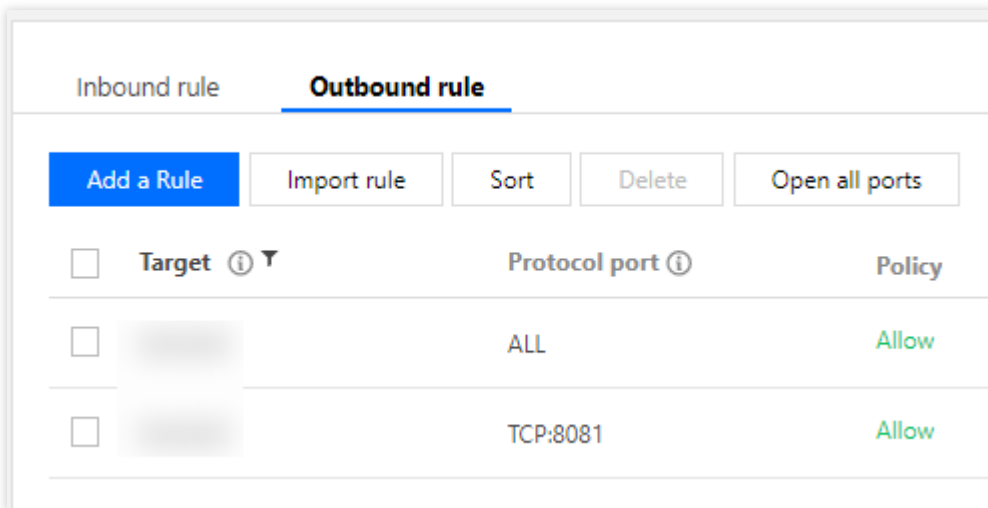 Inbound rule Outbound rule
Add a Rule Import rule Sort Delete Open all ports
Target Protocol port Policy
ALL Allow
TCP:8081 Allow